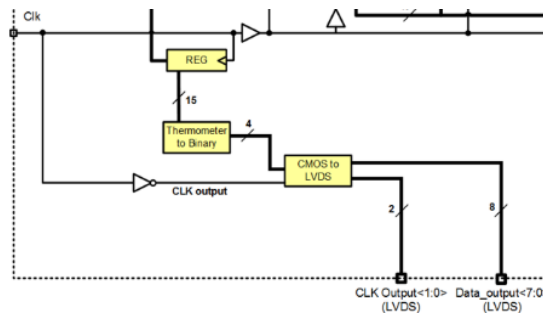 Clk
REG
15
Thermometer
to Binary
4
CMOS to
LVDS
CLK output
2
8
CLK Output<1:0>
(LVDS)
Data_output<7:0
(LVDS)